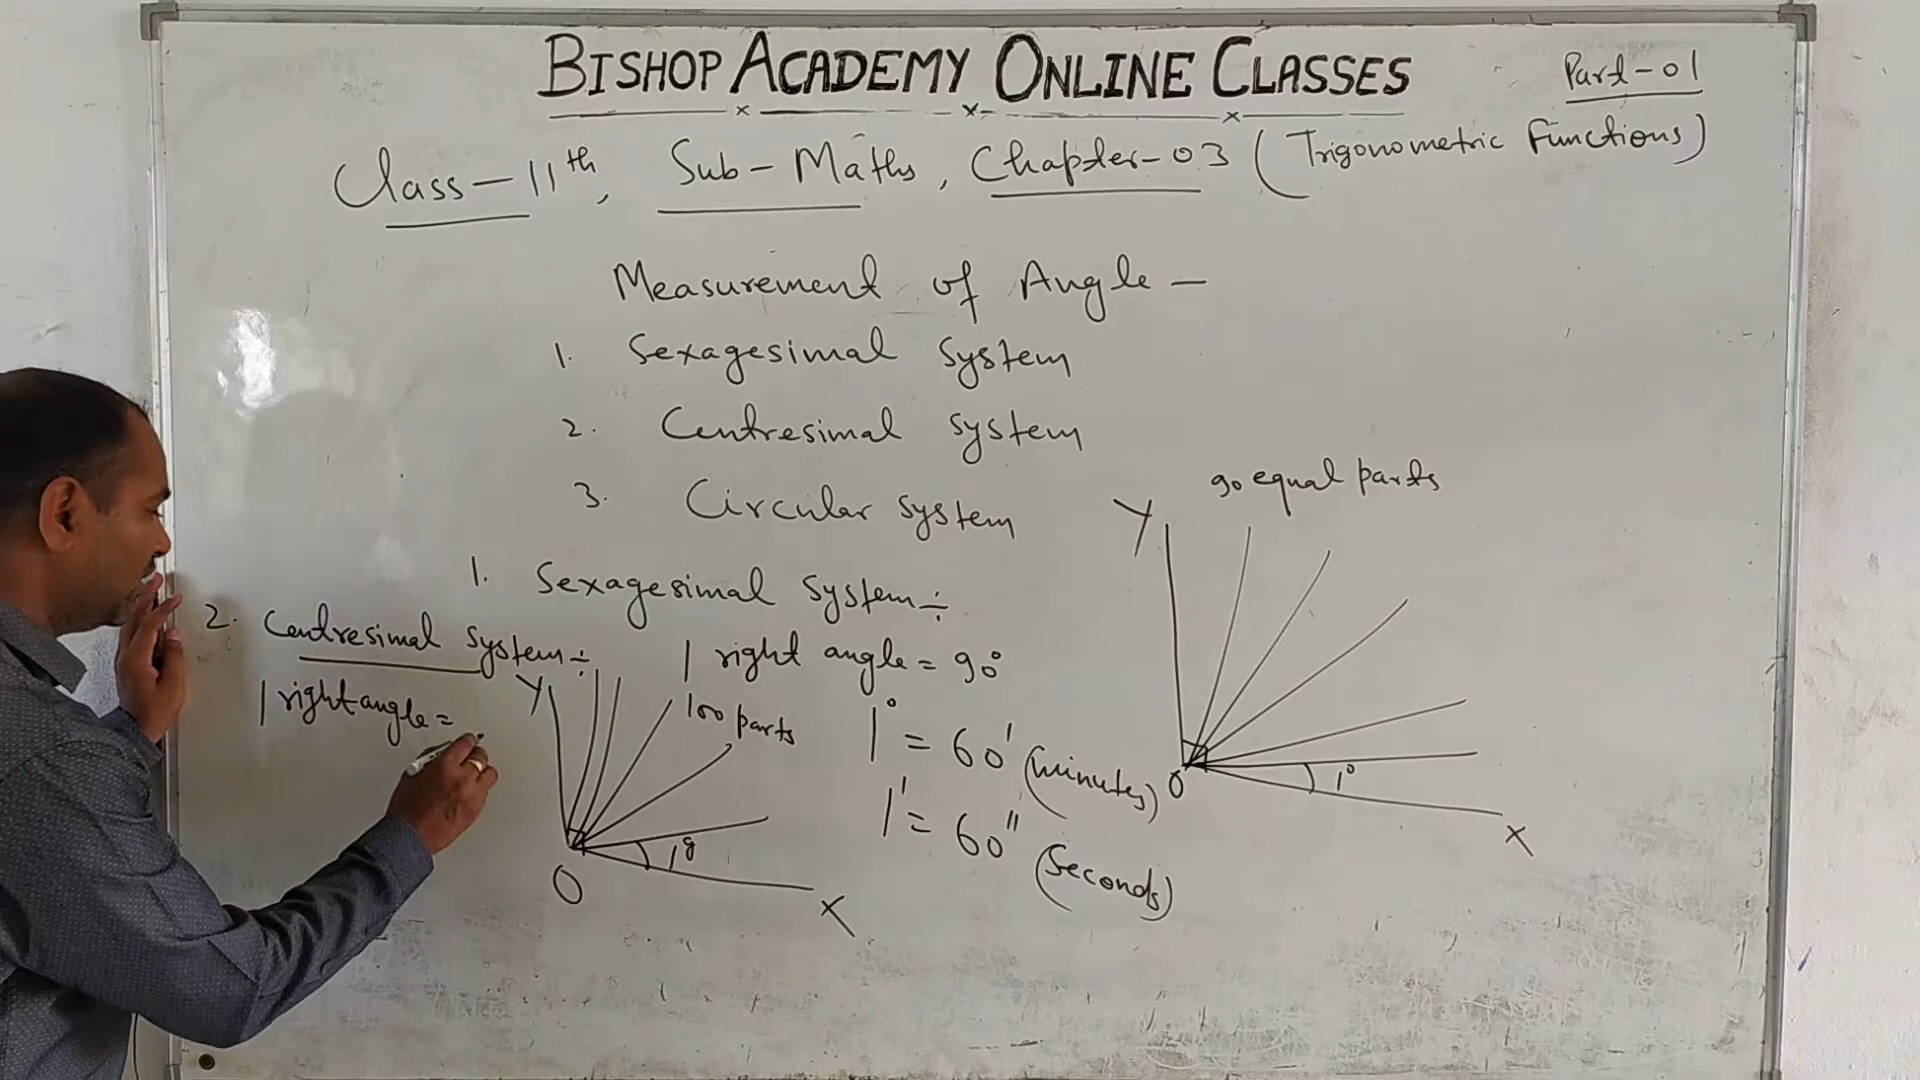 BISHOP ACADEMY ONLINE CLASSES
Part-01
Class-11th, Sub-Maths, Chapter-03 (Trigonometric Functions)
Measurement of Angle -
1. Sexagesimal System
2. Centresimal System
3. Circular System
1. Sexagesimal System÷
1 right angle = 90°
1° = 60' (minutes)
1' = 60" (Seconds)
90 equal parts
Y
1°
O
X
2. Centresimal System÷
1 right angle =
Y
100 parts
1g
O
X